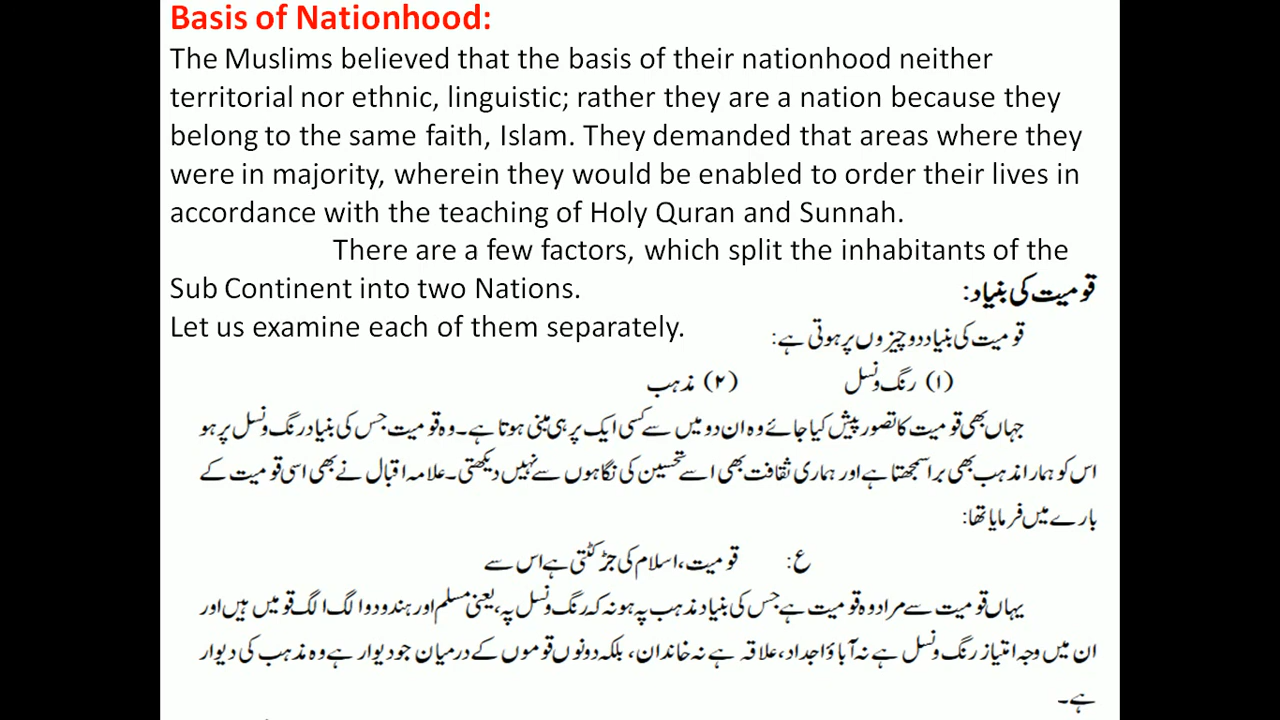 Basis of Nationhood:
The Muslims believed that the basis of their nationhood neither
territorial nor ethnic, linguistic; rather they are a nation because they
belong to the same faith, Islam. They demanded that areas where they
were in majority, wherein they would be enabled to order their lives in
accordance with the teaching of Holy Quran and Sunnah.
There are a few factors, which split the inhabitants of the
Sub Continent into two Nations.
Let us examine each of them separately.
قومیت کی بنیاد:
قومیت کی بنیاد دو چیزوں پر ہوتی ہے:
(۱) رنگ و نسل (۲) مذہب
جہاں بھی قومیت کا تصور پیش کیا جائے وہ ان دو میں سے کسی ایک پر ہی مبنی ہوتا ہے۔ وہ قومیت جس کی بنیاد رنگ و نسل پر ہو
اس کو ہمارا مذہب بھی برا سمجھتا ہے اور ہماری ثقافت بھی اسے تحسین کی نگاہوں سے نہیں دیکھتی۔ علامہ اقبال نے بھی اسی قومیت کے
بارے میں فرمایا تھا:
ع: قومیت، اسلام کی جڑ کٹتی ہے اس سے
یہاں قومیت سے مراد وہ قومیت ہے جس کی بنیاد مذہب پہ ہو نہ کہ رنگ و نسل پہ، یعنی مسلم اور ہندو دو الگ الگ قومیں ہیں اور
ان میں وجہ امتیاز رنگ و نسل ہے نہ آباؤ اجداد، علاقہ ہے نہ خاندان، بلکہ دونوں قوموں کے درمیان جو دیوار ہے وہ مذہب کی دیوار
ہے۔